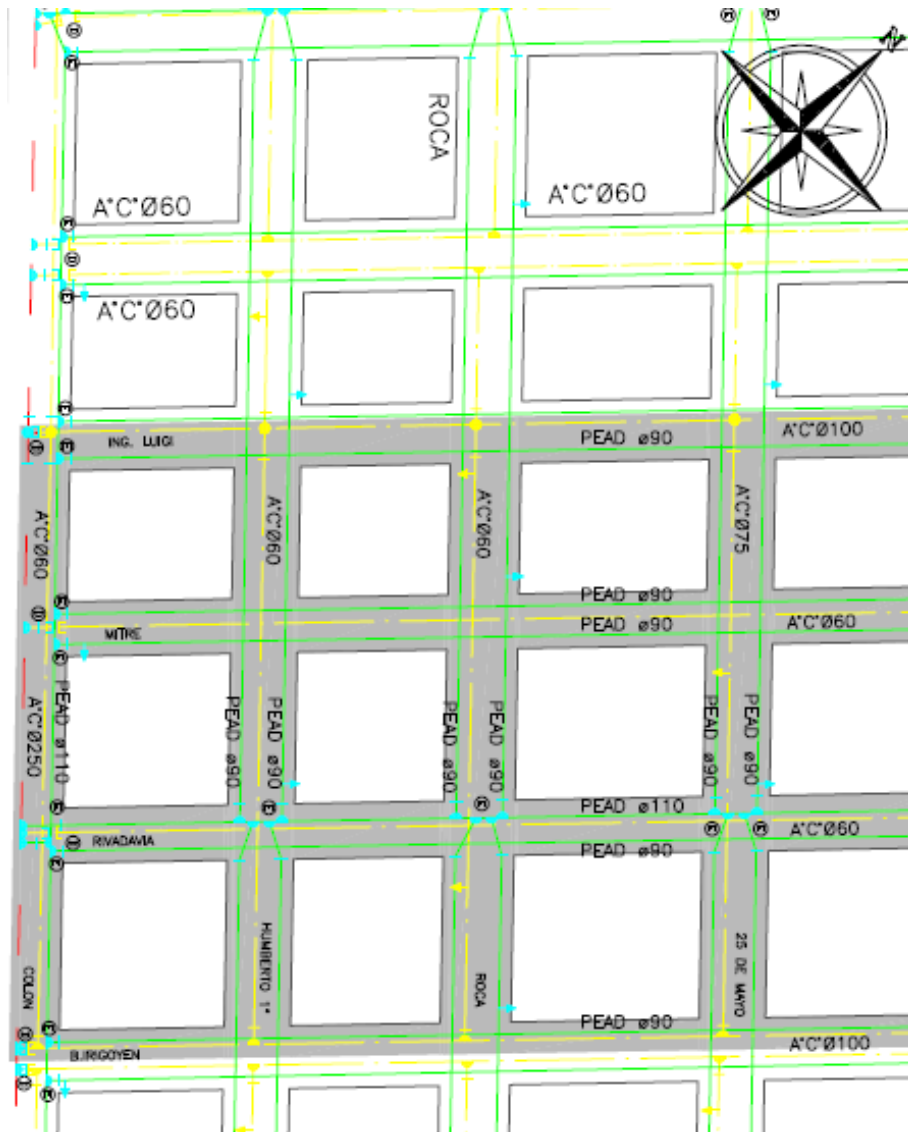 N
ROCA
A°C°Ø60
A°C°Ø60
A°C°Ø60
ING. LUIGI
PEAD ø90
A°C°Ø100
A°C°Ø60
A°C°Ø60
A°C°Ø60
A°C°Ø75
PEAD ø90
MITRE
PEAD ø90
A°C°Ø60
A°C°Ø250
PEAD ø110
PEAD ø90
PEAD ø90
PEAD ø90
PEAD ø90
PEAD ø90
PEAD ø90
PEAD ø110
A°C°Ø60
RIVADAVIA
PEAD ø90
COLON
HUMBERTO 1°
ROCA
25 DE MAYO
PEAD ø90
A°C°Ø100
B.IRIGOYEN